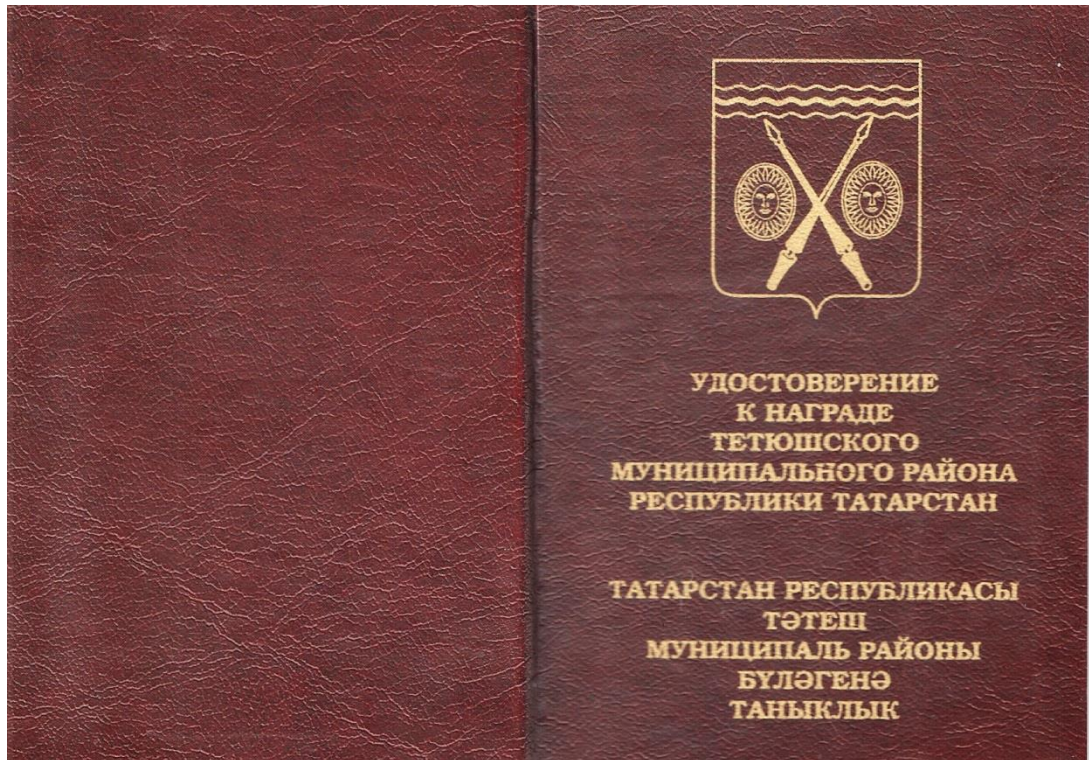 УДОСТОВЕРЕНИЕ
К НАГРАДЕ
ТЕТЮШСКОГО
МУНИЦИПАЛЬНОГО РАЙОНА
РЕСПУБЛИКИ ТАТАРСТАН
ТАТАРСТАН РЕСПУБЛИКАСЫ
ТӘТЕШ
МУНИЦИПАЛЬ РАЙОНЫ
БҮЛӘГЕНӘ
ТАНЫКЛЫК